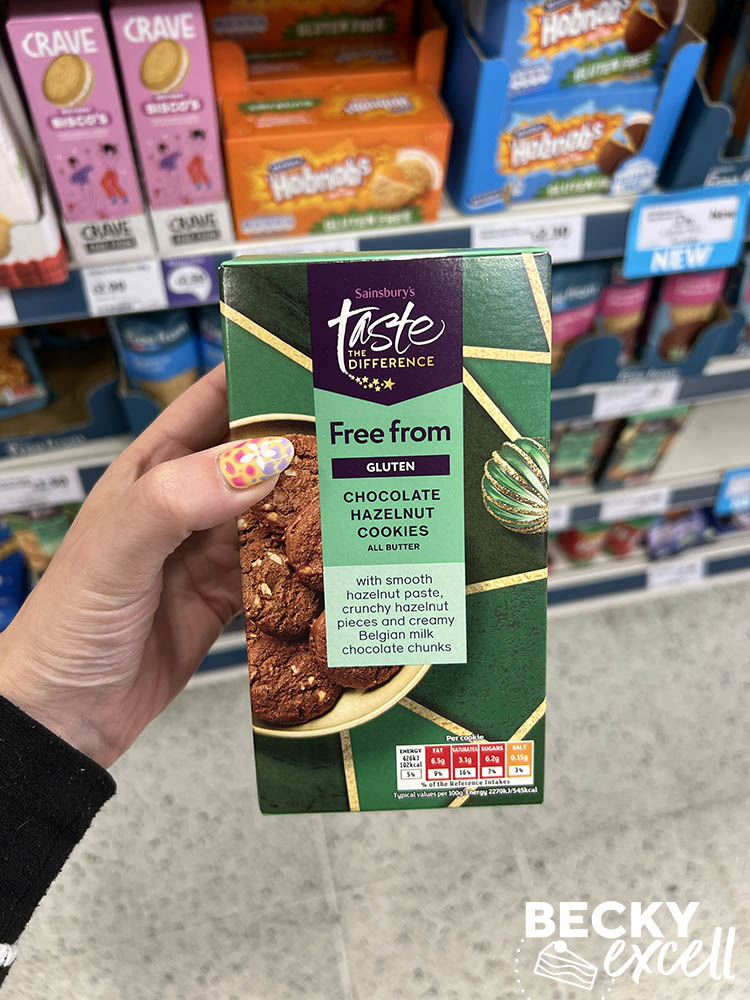 CRAVE
CRAVE
BISCO'S
BISCO'S
CRAVE
CRAVE
HobnobS
GLUTEN FREE
HobnobS
GLUTEN FREE
HobnobS
GLUTEN FREE
New
NEW
Sainsbury's
taste
THE
DIFFERENCE
Free from
GLUTEN
CHOCOLATE
HAZELNUT
COOKIES
ALL BUTTER
with smooth
hazelnut paste,
crunchy hazelnut
pieces and creamy
Belgian milk
chocolate chunks
Per cookie
ENERGY FAT SATURATES SUGARS SALT
428kJ 102kcal 6.5g 3.1g 6.2g 0.15g
5% 9% 16% 7% 3%
% of the Reference Intakes
Typical values per 100g: Energy 2270kJ/545kcal
BECKY
excell